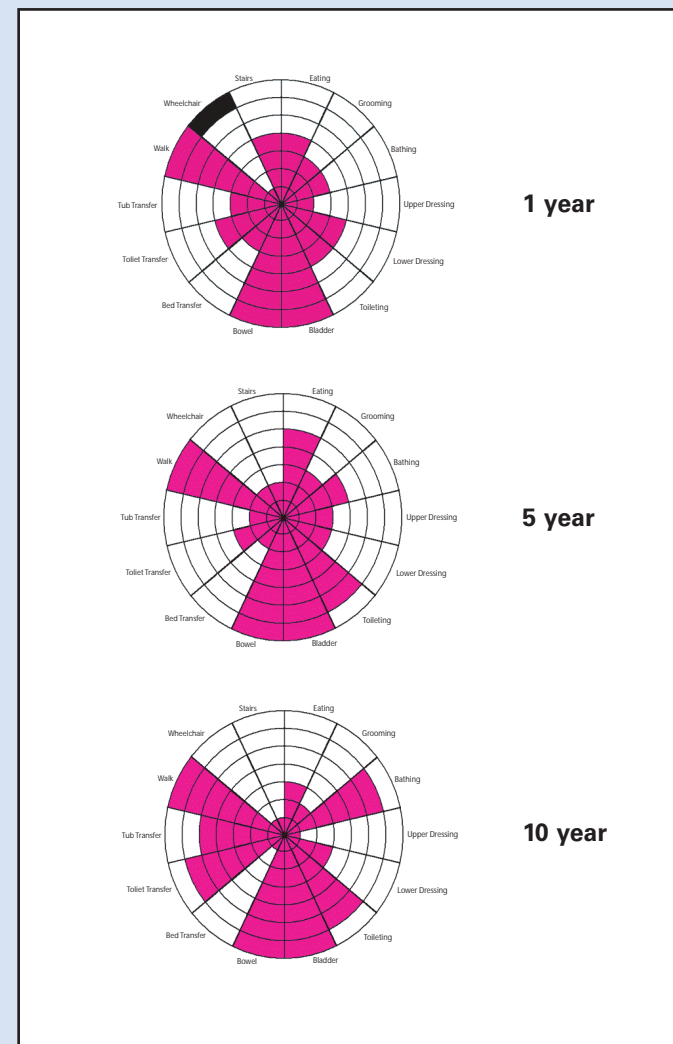 Stairs
Eating
Wheelchair
Grooming
Walk
Bathing
Tub Transfer
Upper Dressing
1 year
Toliet Transfer
Lower Dressing
Bed Transfer
Toileting
Bowel
Bladder
Stairs
Eating
Wheelchair
Grooming
Walk
Bathing
Tub Transfer
Upper Dressing
5 year
Toliet Transfer
Lower Dressing
Bed Transfer
Toileting
Bowel
Bladder
Stairs
Eating
Wheelchair
Grooming
Walk
Bathing
Tub Transfer
Upper Dressing
10 year
Toliet Transfer
Lower Dressing
Bed Transfer
Toileting
Bowel
Bladder